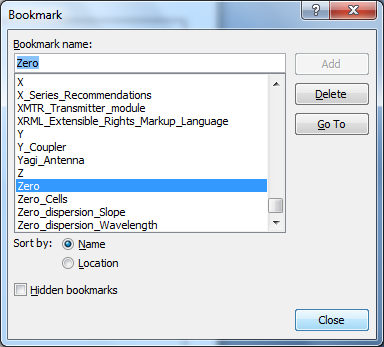 Bookmark
Bookmark name:
Zero
Add
X
X_Series_Recommendations
XMTR_Transmitter_module
XRML_Extensible_Rights_Markup_Language
Y
Y_Coupler
Yagi_Antenna
Z
Zero
Zero_Cells
Zero_dispersion_Slope
Zero_dispersion_Wavelength
Delete
Go To
Sort by:
Name
Location
Hidden bookmarks
Close